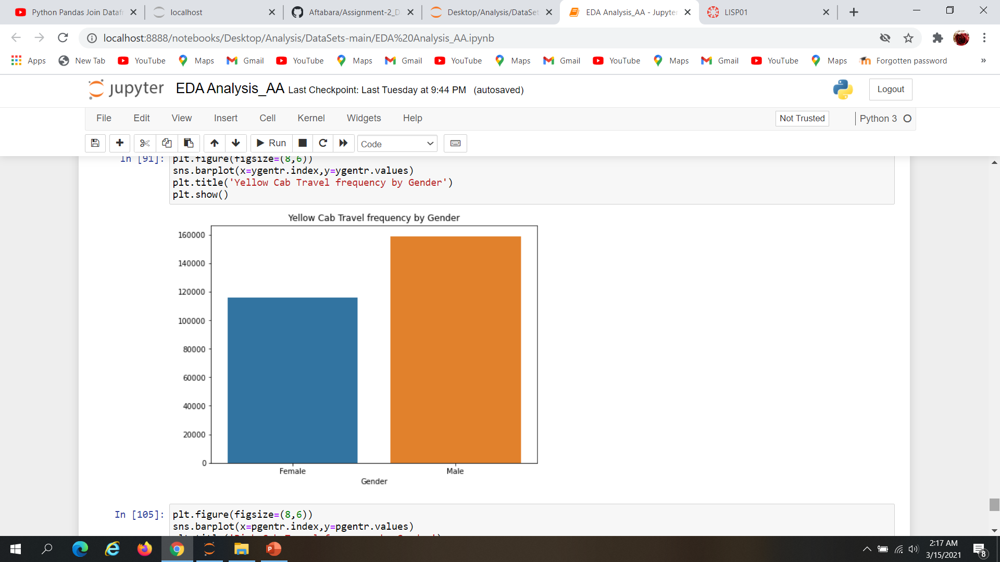 Python Pandas Join Datafr
localhost
Aftabara/Assignment-2_D
Desktop/Analysis/DataSet
EDA Analysis_AA - Jupyter
LISP01
localhost:8888/notebooks/Desktop/Analysis/DataSets-main/EDA%20Analysis_AA.ipynb
Apps New Tab YouTube Maps Gmail YouTube Maps Gmail YouTube Maps Gmail YouTube Maps Gmail YouTube Maps Forgotten password »
jupyter EDA Analysis_AA Last Checkpoint: Last Tuesday at 9:44 PM (autosaved)
Logout
File Edit View Insert Cell Kernel Widgets Help
Not Trusted
Python 3
Run
Code
In [91]: plt.figure(figsize=(8,6))
sns.barplot(x=ygentr.index,y=ygentr.values)
plt.title('Yellow Cab Travel frequency by Gender')
plt.show()
Yellow Cab Travel frequency by Gender
160000
140000
120000
100000
80000
60000
40000
20000
0
Female Male
Gender
In [105]: plt.figure(figsize=(8,6))
sns.barplot(x=pgentr.index,y=pgentr.values)
2:17 AM
3/15/2021
8